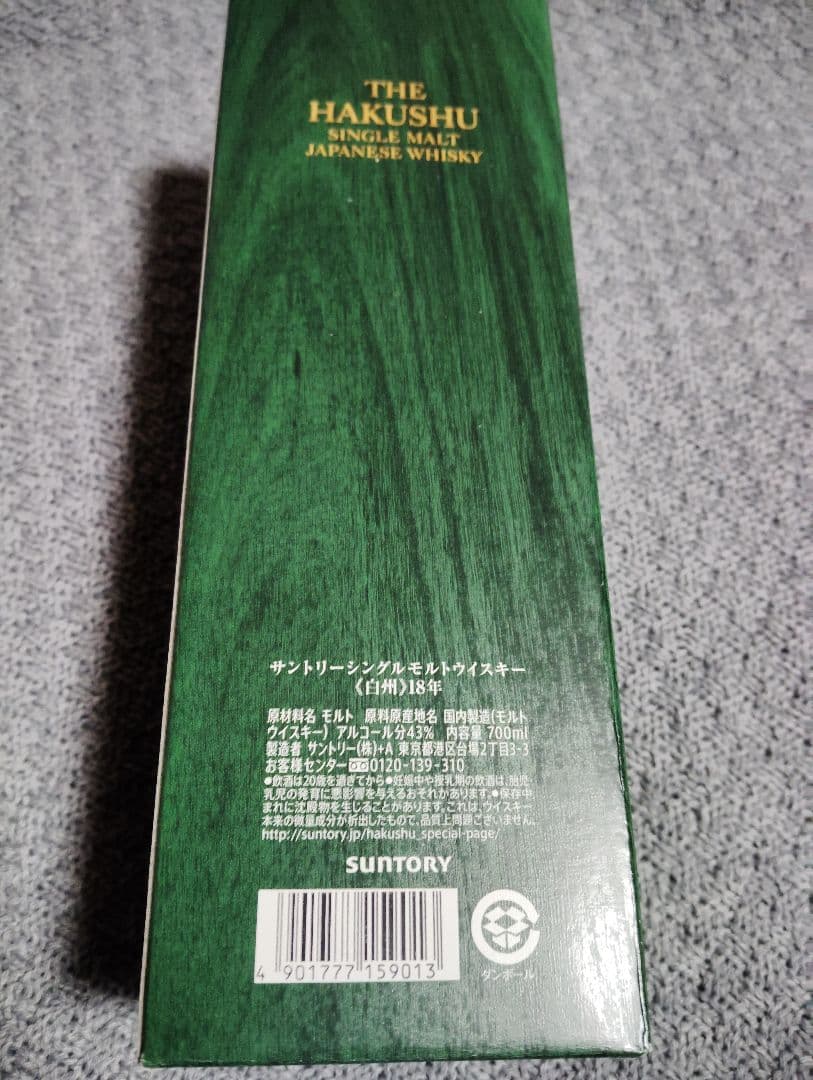 THE
HAKUSHU
SINGLE MALT
JAPANESE WHISKY
サントリーシングルモルトウイスキー
《白州》18年
原材料名 モルト 原料原産地名 国内製造(モルト
ウイスキー) アルコール分43% 内容量 700ml
製造者 サントリー(株)+A 東京都港区台場2丁目3-3
お客様センター 0120-139-310
●飲酒は20歳を過ぎてから●妊娠中や授乳期の飲酒は、胎児・
乳児の発育に悪影響を与えるおそれがあります。●保存中
まれに沈殿物を生じることがあります。これは、ウイスキー
本来の微量成分が析出したもので、品質上問題ございません。
http://suntory.jp/hakushu_special-page/
SUNTORY
4 901777 159013
ダンボール